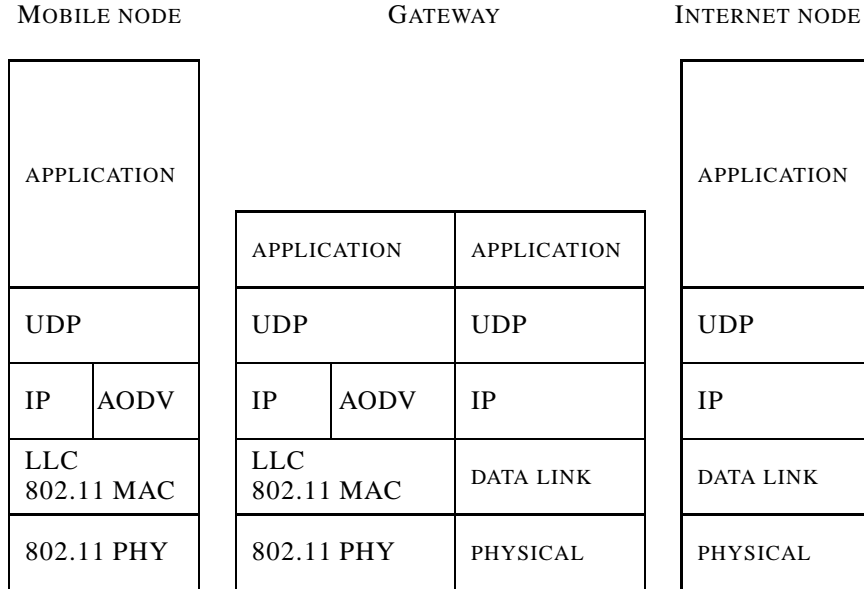 MOBILE NODE GATEWAY INTERNET NODE
APPLICATION APPLICATION
APPLICATION APPLICATION
UDP UDP UDP UDP
IP AODV IP AODV IP IP
LLC LLC
802.11 MAC 802.11 MAC DATA LINK DATA LINK
802.11 PHY 802.11 PHY PHYSICAL PHYSICAL